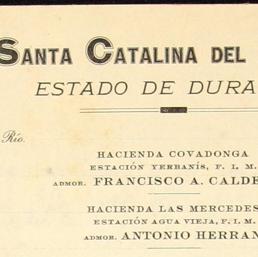 SANTA CATALINA DEL
ESTADO DE DURA
Río.
HACIENDA COVADONGA
ESTACIÓN YERBANÍS, F. I. M.
ADMOR. FRANCISCO A. CALDE
HACIENDA LAS MERCEDES
ESTACIÓN AGUA VIEJA, F. I. M.
ADMOR. ANTONIO HERRAN